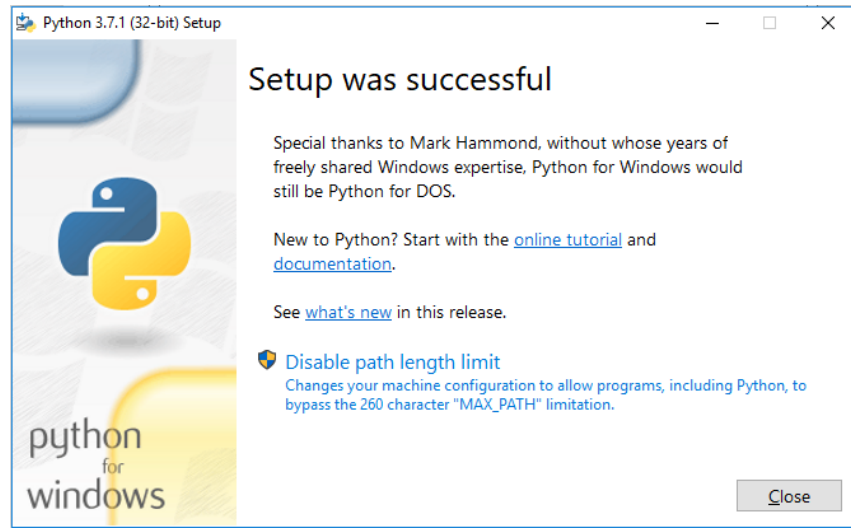 Python 3.7.1 (32-bit) Setup
Setup was successful
Special thanks to Mark Hammond, without whose years of
freely shared Windows expertise, Python for Windows would
still be Python for DOS.
New to Python? Start with the online tutorial and
documentation.
See what's new in this release.
Disable path length limit
Changes your machine configuration to allow programs, including Python, to
bypass the 260 character "MAX_PATH" limitation.
python
for
windows
Close